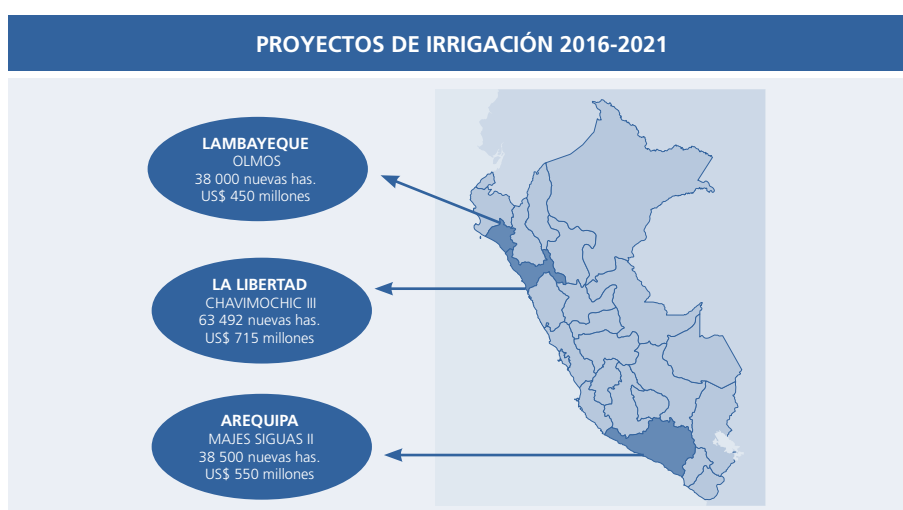 PROYECTOS DE IRRIGACIÓN 2016-2021
LAMBAYEQUE
OLMOS
38 000 nuevas has.
US$ 450 millones
LA LIBERTAD
CHAVIMOCHIC III
63 492 nuevas has.
US$ 715 millones
AREQUIPA
MAJES SIGUAS II
38 500 nuevas has.
US$ 550 millones